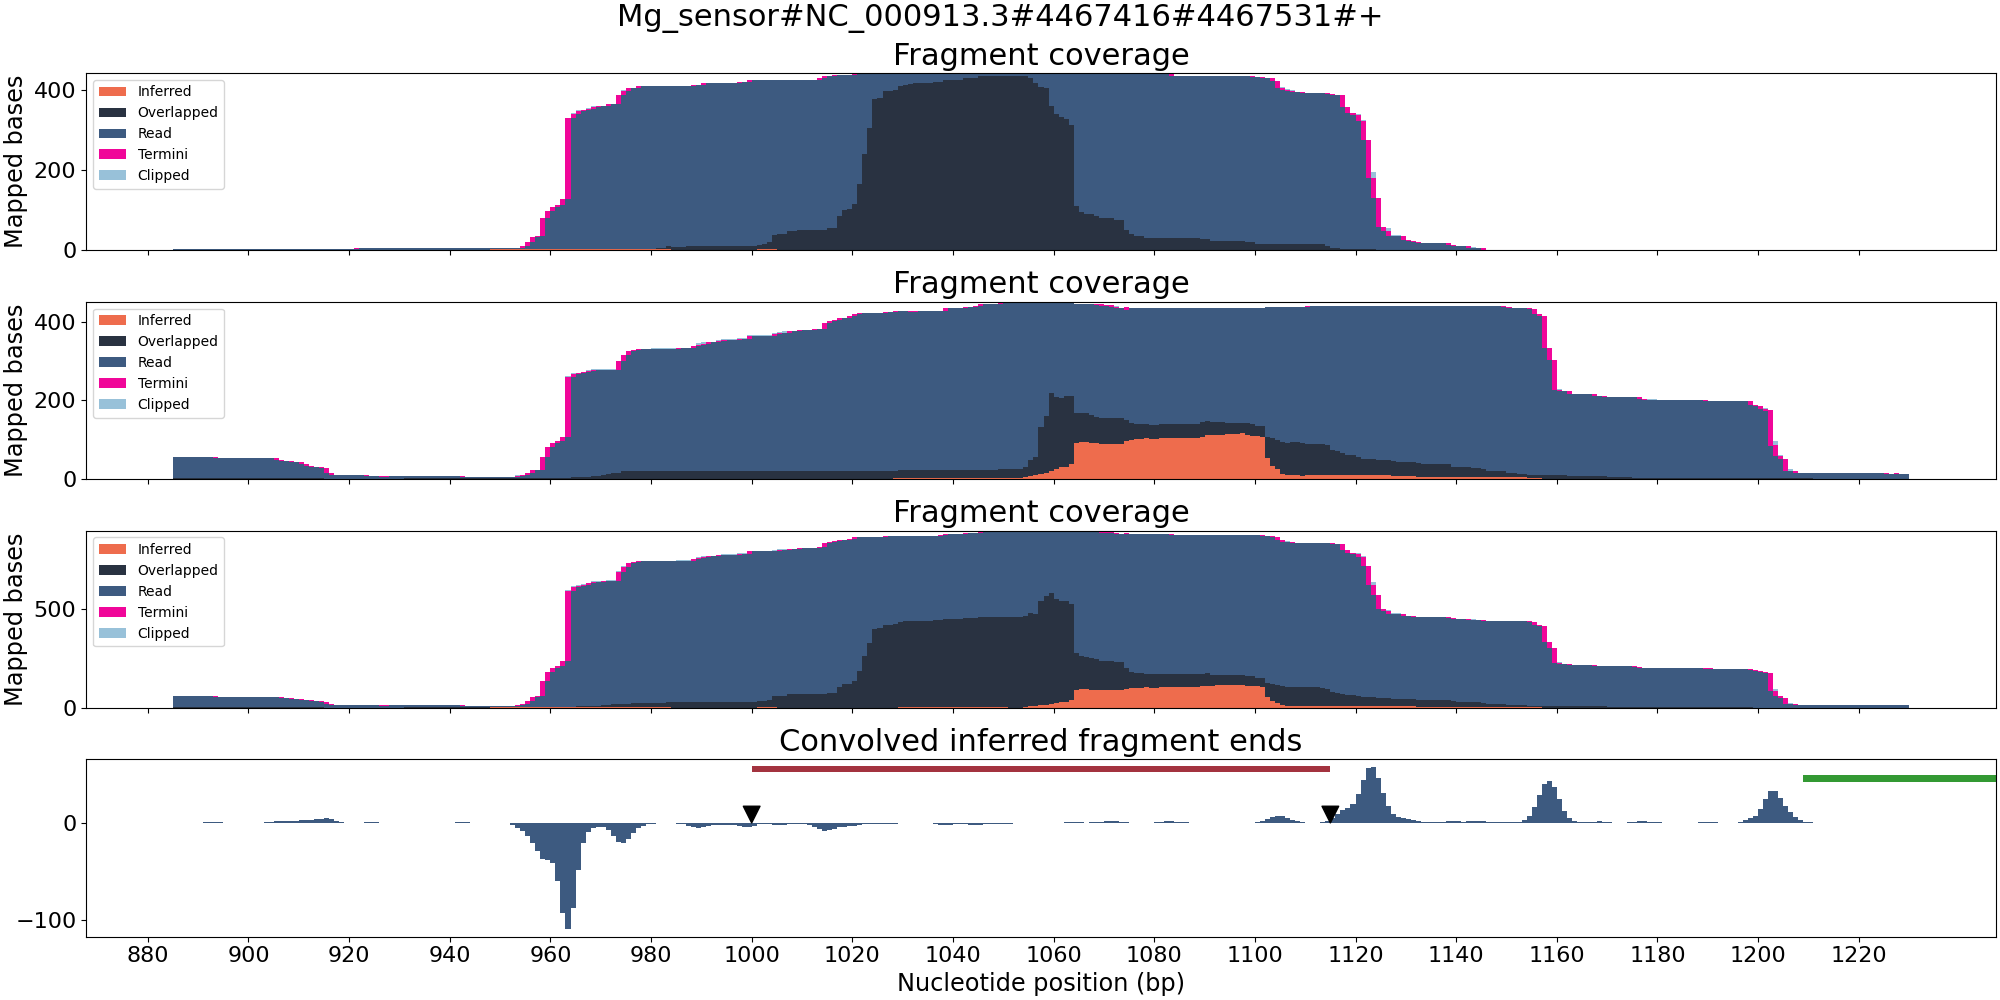 Mg_sensor#NC_000913.3#4467416#4467531#+
Fragment coverage
Mapped bases
400
200
0
Inferred
Overlapped
Read
Termini
Clipped
Fragment coverage
Mapped bases
400
200
0
Inferred
Overlapped
Read
Termini
Clipped
Fragment coverage
Mapped bases
500
0
Inferred
Overlapped
Read
Termini
Clipped
Convolved inferred fragment ends
0
−100
880 900 920 940 960 980 1000 1020 1040 1060 1080 1100 1120 1140 1160 1180 1200 1220
Nucleotide position (bp)